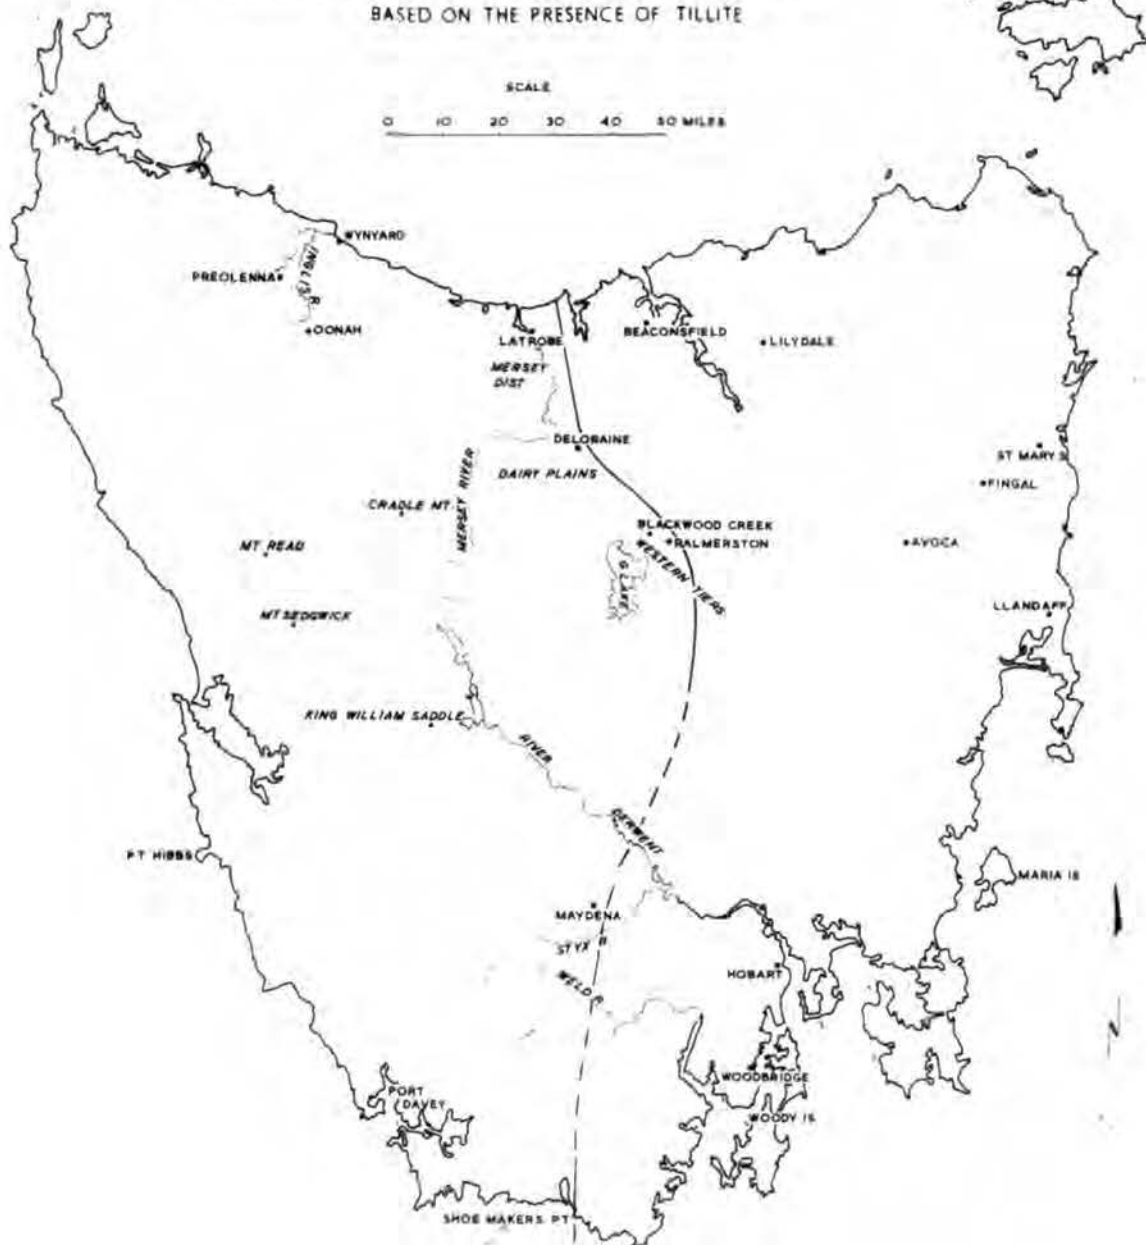 BASED ON THE PRESENCE OF TILLITE
SCALE
0 10 20 30 40 50 MILES
WYNYARD
INGLIS R.
PREOLENNA
OONAH
LATROBE
BEACONSFIELD
LILYDALE
MERSEY
DIST
DELORAINE
ST MARY S
DAIRY PLAINS
FINGAL
MERSEY RIVER
CRADLE MT.
BLACKWOOD CREEK
PALMERSTON
MT READ
AVOCA
WESTERN TIERS
G LAKE
LLANDAFF
MT SEDGWICK
KING WILLIAM SADDLE
RIVER
DERWENT
PT HIBBS
MARIA IS
MAYDENA
STYX R
HOBART
WELD R
WOODBRIDGE
PORT
DAVEY
WOODY IS
SHOE MAKERS PT